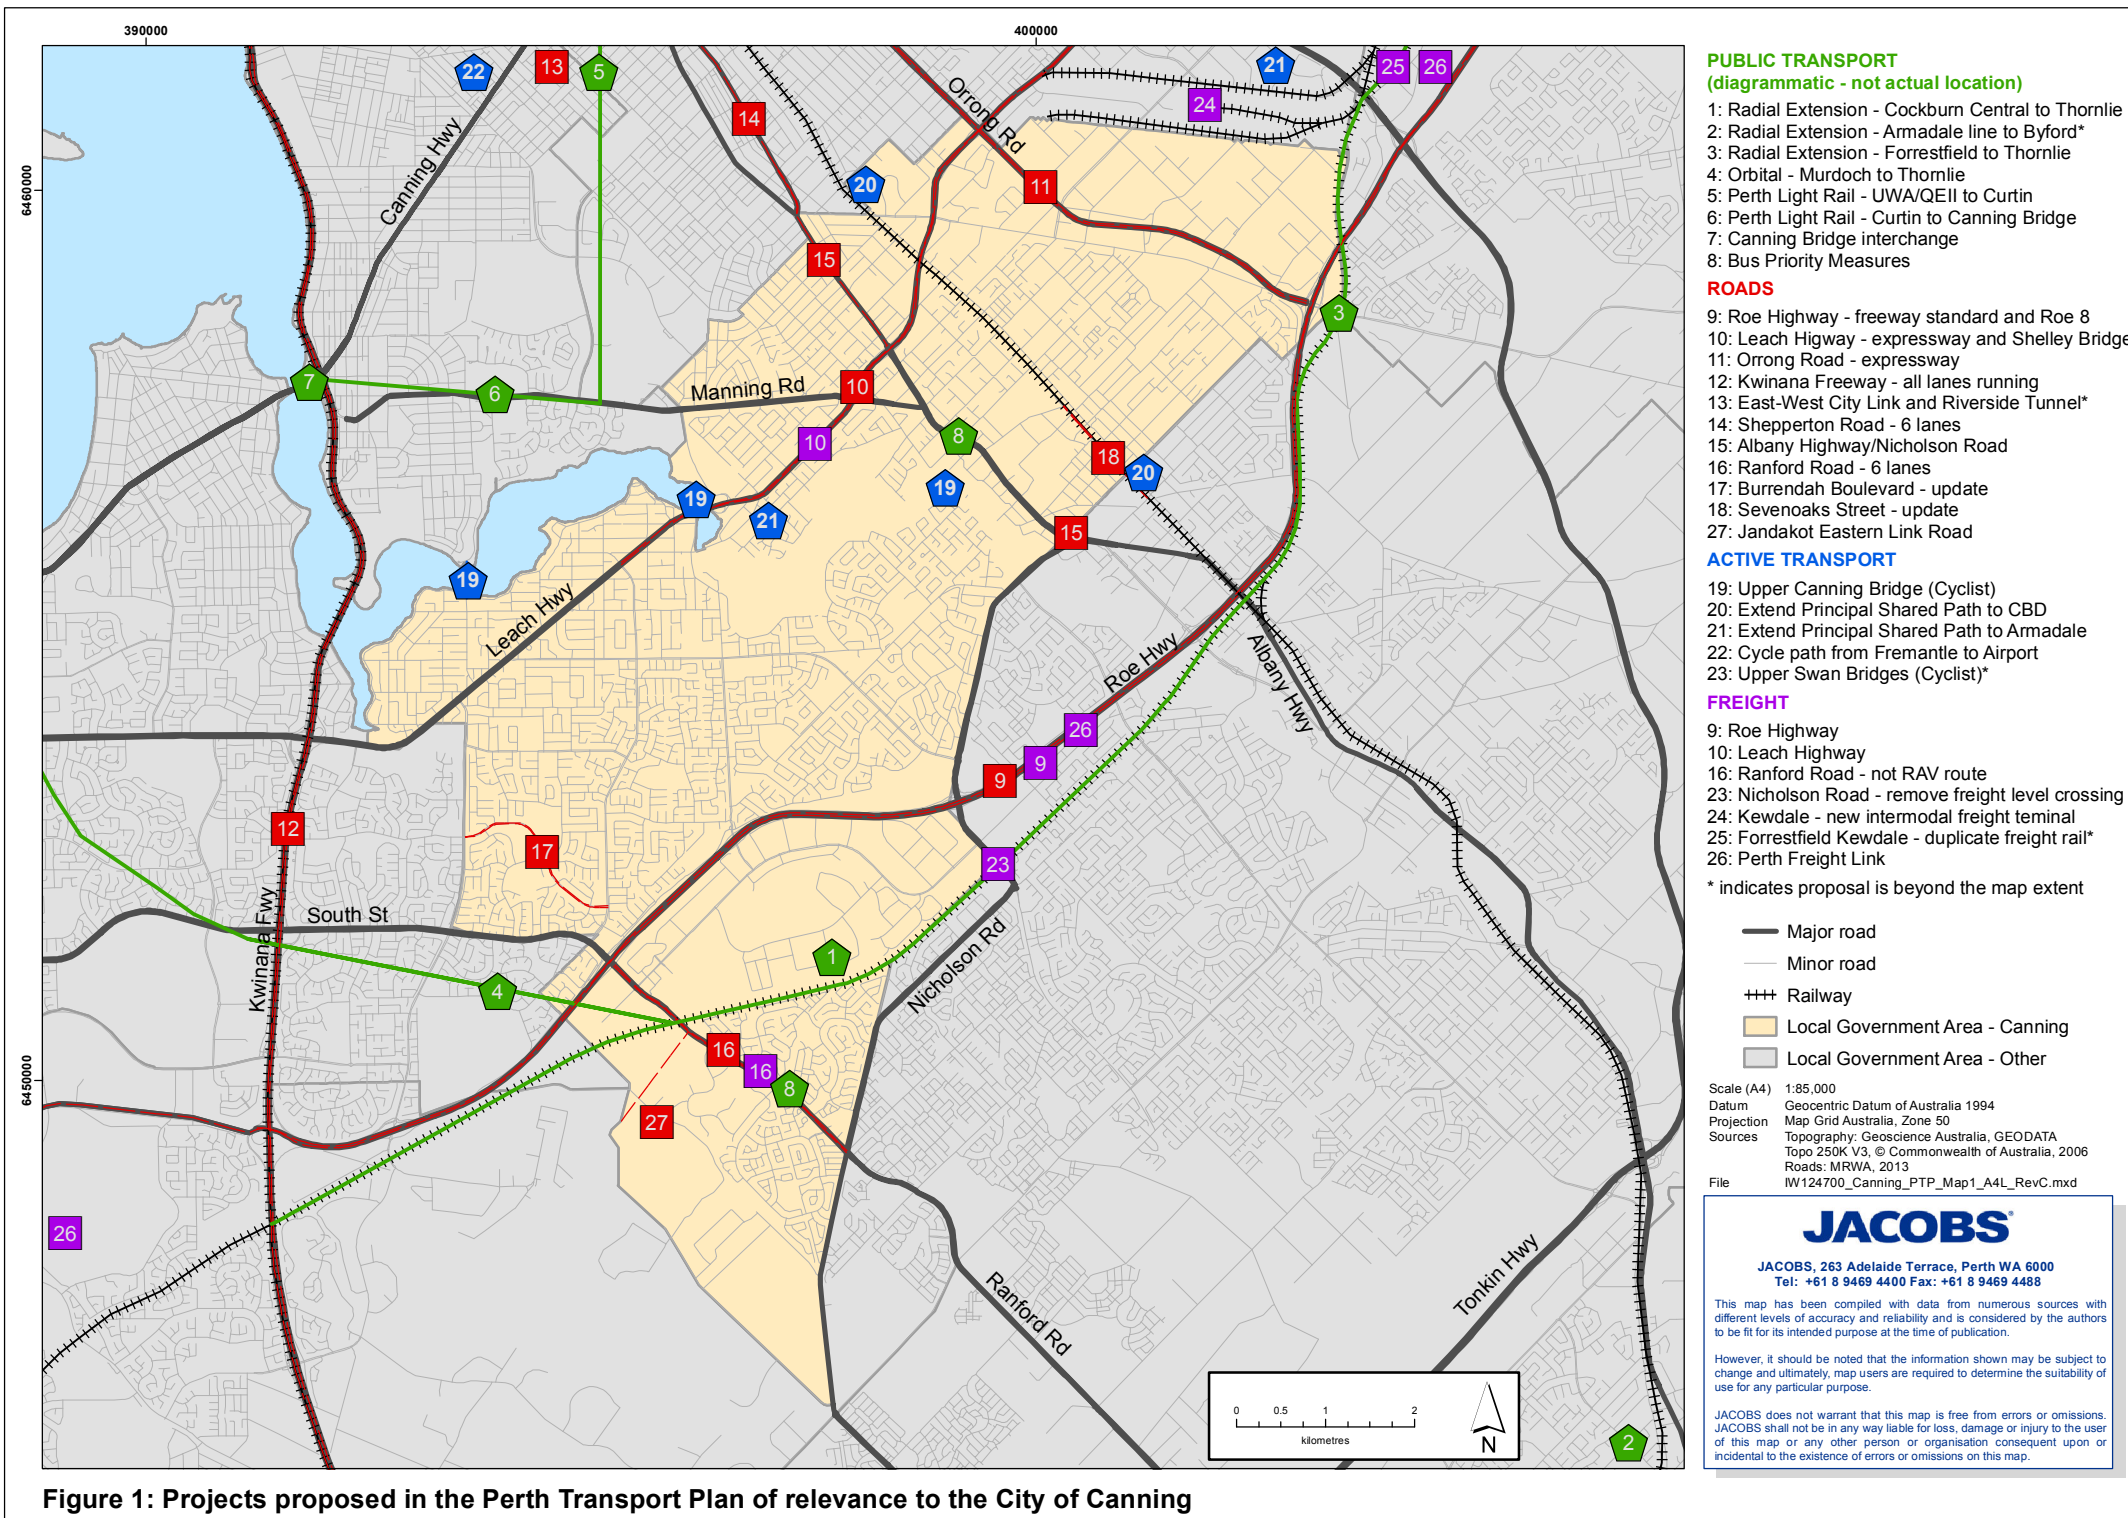 390000
400000
6460000
6450000
22
13
5
21
25
26
24
14
Orrong Rd
Canning Hwy
20
11
15
3
7
6
Manning Rd
10
10
8
18
20
19
19
21
15
19
Leach Hwy
Roe Hwy
Albany Hwy
26
9
9
12
17
23
South St
Kwinana Fwy
1
Nicholson Rd
4
16
16
8
27
26
Ranford Rd
Tonkin Hwy
2
0 0.5 1 2
kilometres
N
PUBLIC TRANSPORT
(diagrammatic - not actual location)
1: Radial Extension - Cockburn Central to Thornlie
2: Radial Extension - Armadale line to Byford*
3: Radial Extension - Forrestfield to Thornlie
4: Orbital - Murdoch to Thornlie
5: Perth Light Rail - UWA/QEII to Curtin
6: Perth Light Rail - Curtin to Canning Bridge
7: Canning Bridge interchange
8: Bus Priority Measures
ROADS
9: Roe Highway - freeway standard and Roe 8
10: Leach Higway - expressway and Shelley Bridge
11: Orrong Road - expressway
12: Kwinana Freeway - all lanes running
13: East-West City Link and Riverside Tunnel*
14: Shepperton Road - 6 lanes
15: Albany Highway/Nicholson Road
16: Ranford Road - 6 lanes
17: Burrendah Boulevard - update
18: Sevenoaks Street - update
27: Jandakot Eastern Link Road
ACTIVE TRANSPORT
19: Upper Canning Bridge (Cyclist)
20: Extend Principal Shared Path to CBD
21: Extend Principal Shared Path to Armadale
22: Cycle path from Fremantle to Airport
23: Upper Swan Bridges (Cyclist)*
FREIGHT
9: Roe Highway
10: Leach Highway
16: Ranford Road - not RAV route
23: Nicholson Road - remove freight level crossing
24: Kewdale - new intermodal freight teminal
25: Forrestfield Kewdale - duplicate freight rail*
26: Perth Freight Link
* indicates proposal is beyond the map extent
Major road
Minor road
Railway
Local Government Area - Canning
Local Government Area - Other
Scale (A4) 1:85,000
Datum Geocentric Datum of Australia 1994
Projection Map Grid Australia, Zone 50
Sources Topography: Geoscience Australia, GEODATA
Topo 250K V3, © Commonwealth of Australia, 2006
Roads: MRWA, 2013
File IW124700_Canning_PTP_Map1_A4L_RevC.mxd
JACOBS®
JACOBS, 263 Adelaide Terrace, Perth WA 6000
Tel: +61 8 9469 4400 Fax: +61 8 9469 4488
This map has been compiled with data from numerous sources with
different levels of accuracy and reliability and is considered by the authors
to be fit for its intended purpose at the time of publication.
However, it should be noted that the information shown may be subject to
change and ultimately, map users are required to determine the suitability of
use for any particular purpose.
JACOBS does not warrant that this map is free from errors or omissions.
JACOBS shall not be in any way liable for loss, damage or injury to the user
of this map or any other person or organisation consequent upon or
incidental to the existence of errors or omissions on this map.
Figure 1: Projects proposed in the Perth Transport Plan of relevance to the City of Canning